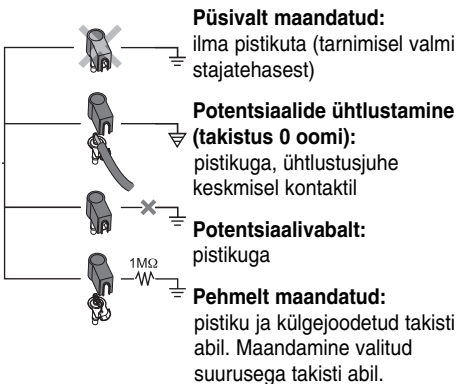 Püsivalt maandatud:
ilma pistikuta (tarnimisel valmi
stajatehasest)
Potentsiaalide ühtlustamine
(takistus 0 oomi):
pistikuga, ühtlustusjuhe
keskmisel kontaktil
Potentsiaalivabalt:
pistikuga
1MΩ
Pehmelt maandatud:
pistiku ja külgejoodetud takisti
abil. Maandamine valitud
suurusega takisti abil.